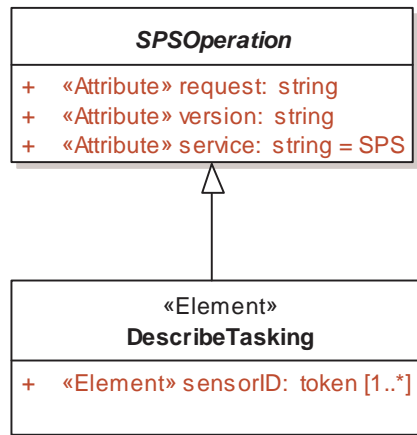 SPSOperation
+ «Attribute» request: string
+ «Attribute» version: string
+ «Attribute» service: string = SPS
«Element»
DescribeTasking
+ «Element» sensorID: token [1..*]